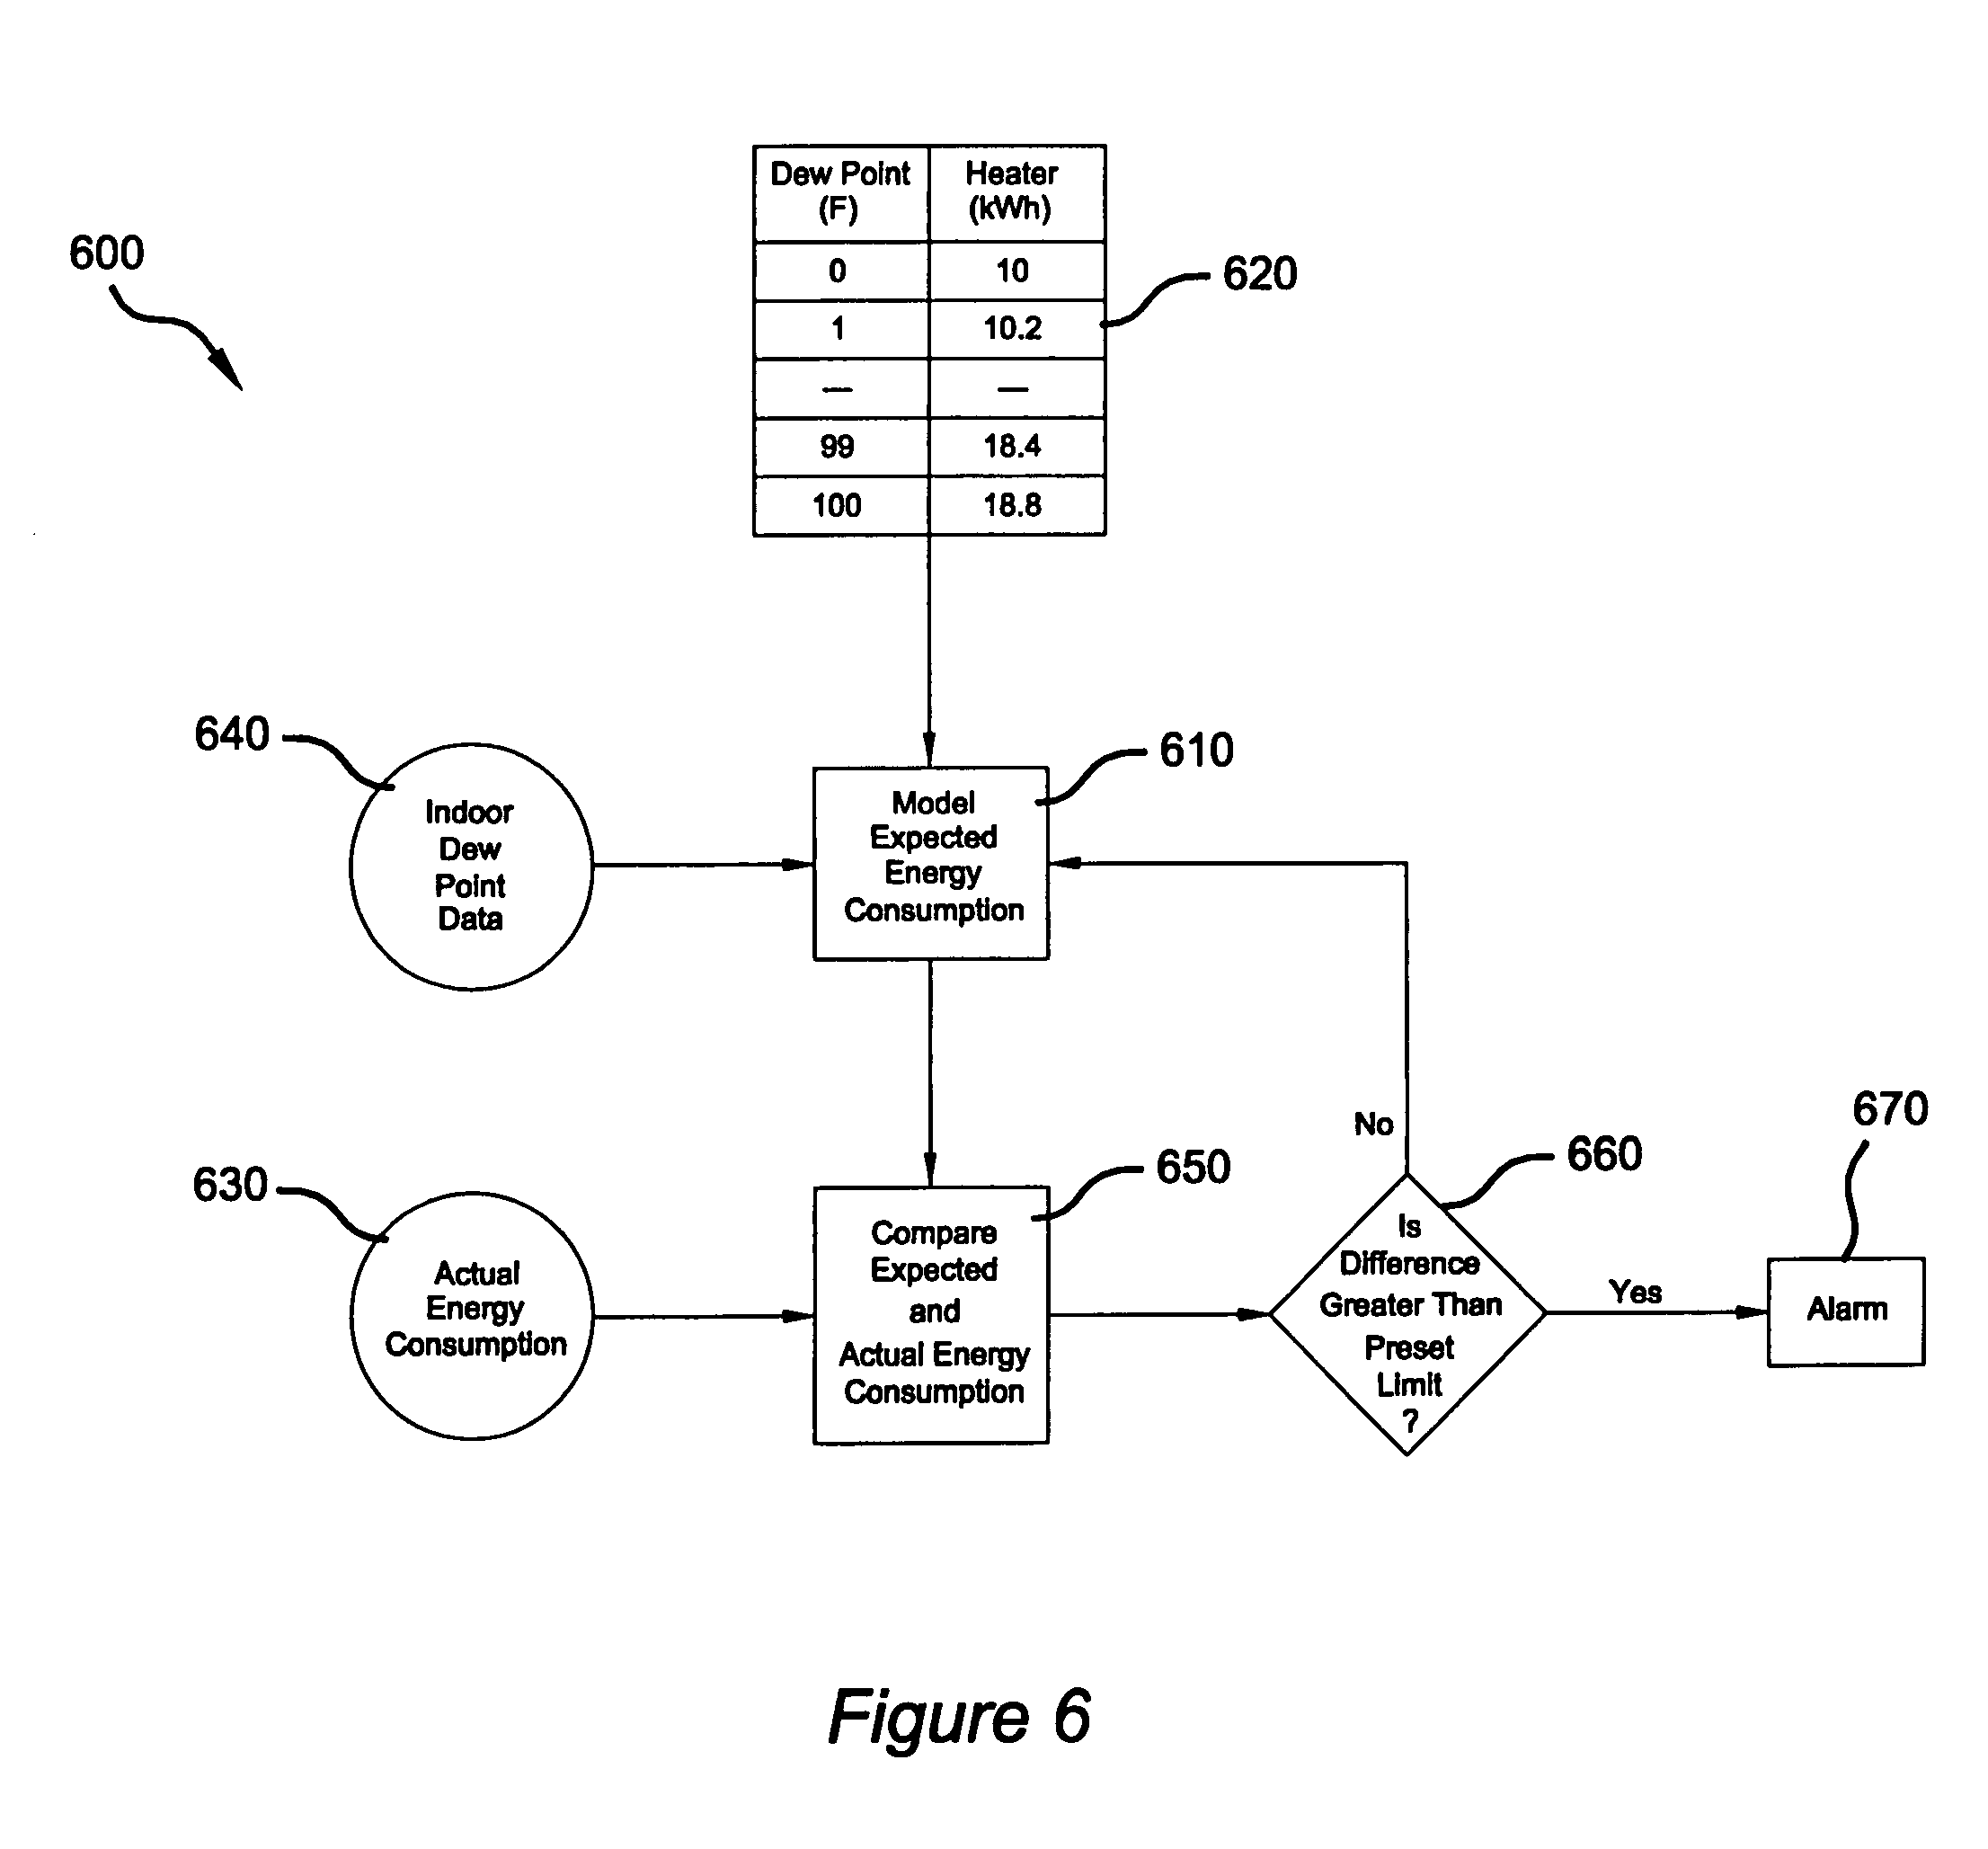 Dew Point Heater
(F) (kWh)
600
0 10
620
1 10.2
— —
99 18.4
100 18.8
640
610
Indoor
Dew
Point
Data
Model
Expected
Energy
Consumption
No
670
630
650
660
Actual
Energy
Consumption
Compare
Expected
and
Actual Energy
Consumption
Is
Difference
Greater Than
Preset
Limit
?
Yes
Alarm
Figure 6